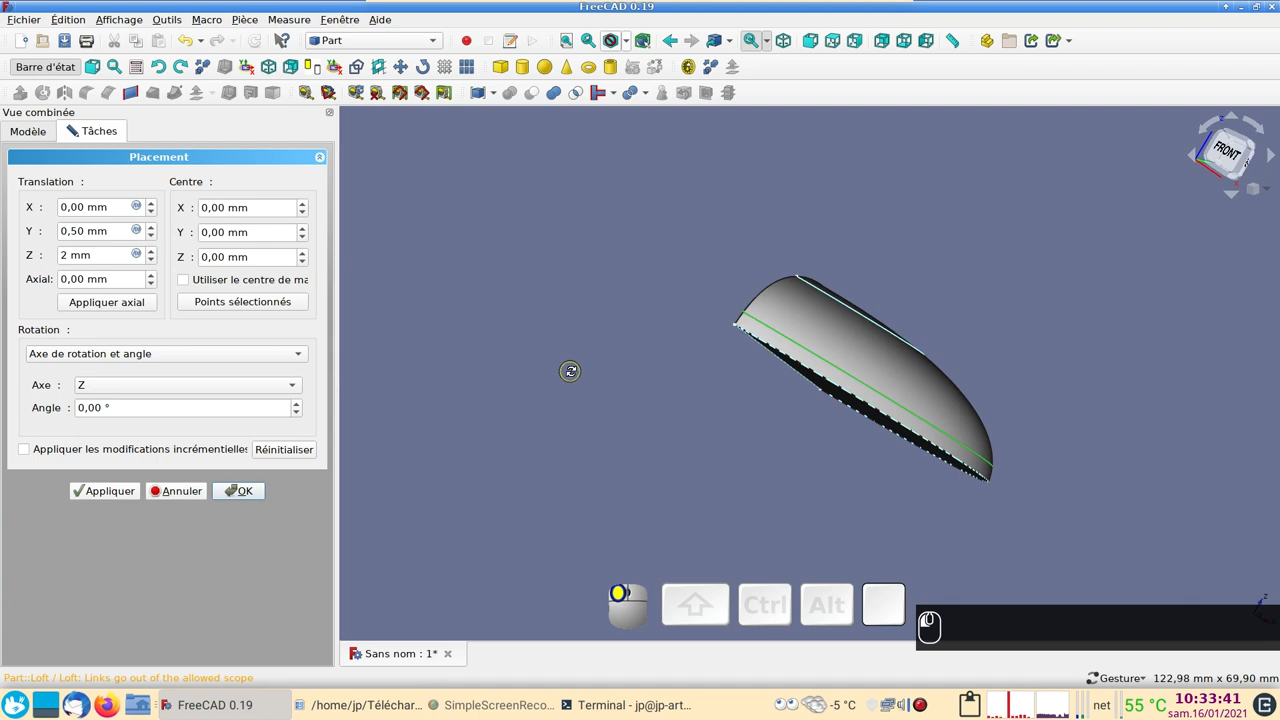 FreeCAD 0.19
Fichier Édition Affichage Outils Macro Pièce Measure Fenêtre Aide
Part
Barre d'état
Vue combinée
Modèle Tâches
Placement
Translation : Centre :
X : 0,00 mm X : 0,00 mm
Y : 0,50 mm Y : 0,00 mm
Z : 2 mm Z : 0,00 mm
Axial: 0,00 mm Utiliser le centre de ma
Appliquer axial Points sélectionnés
Rotation :
Axe de rotation et angle
Axe : Z
Angle : 0,00 °
Appliquer les modifications incrémentielles Réinitialiser
Appliquer Annuler OK
FRONT
Z
X
Ctrl Alt
Z
Sans nom : 1*
Part::Loft / Loft: Links go out of the allowed scope
Gesture 122,98 mm x 69,90 mm
FreeCAD 0.19 /home/jp/Téléchar... SimpleScreenReco... Terminal - jp@jp-art... -5 °C net 55 °C 10:33:41
sam.16/01/2021